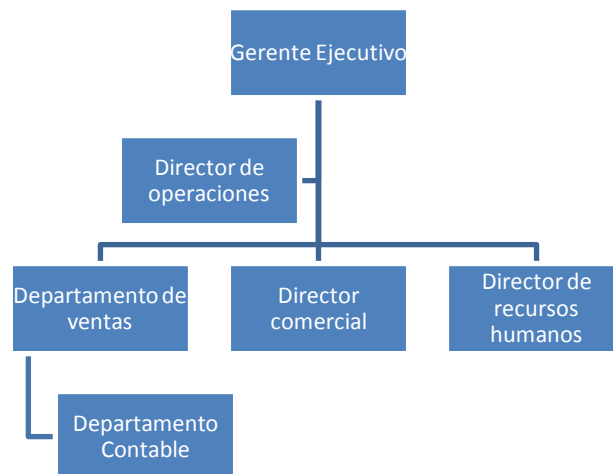 Gerente Ejecutivo
Director de
operaciones
Departamento de
ventas
Director
comercial
Director de
recursos
humanos
Departamento
Contable